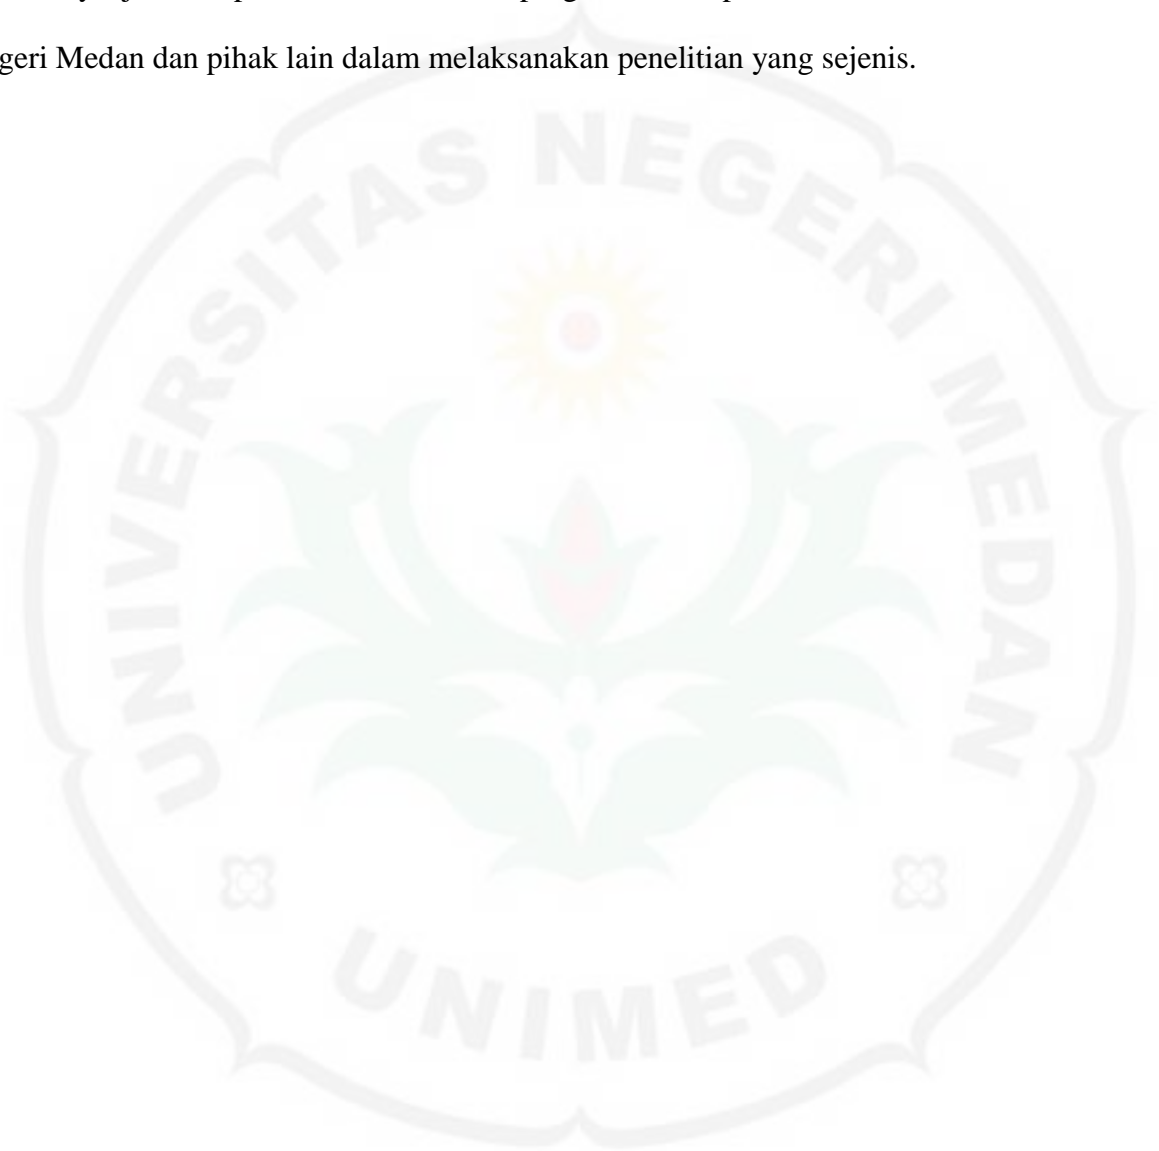 geri Medan dan pihak lain dalam melaksanakan penelitian yang sejenis.
UNIVERSITAS NEGERI MEDAN
UNIMED